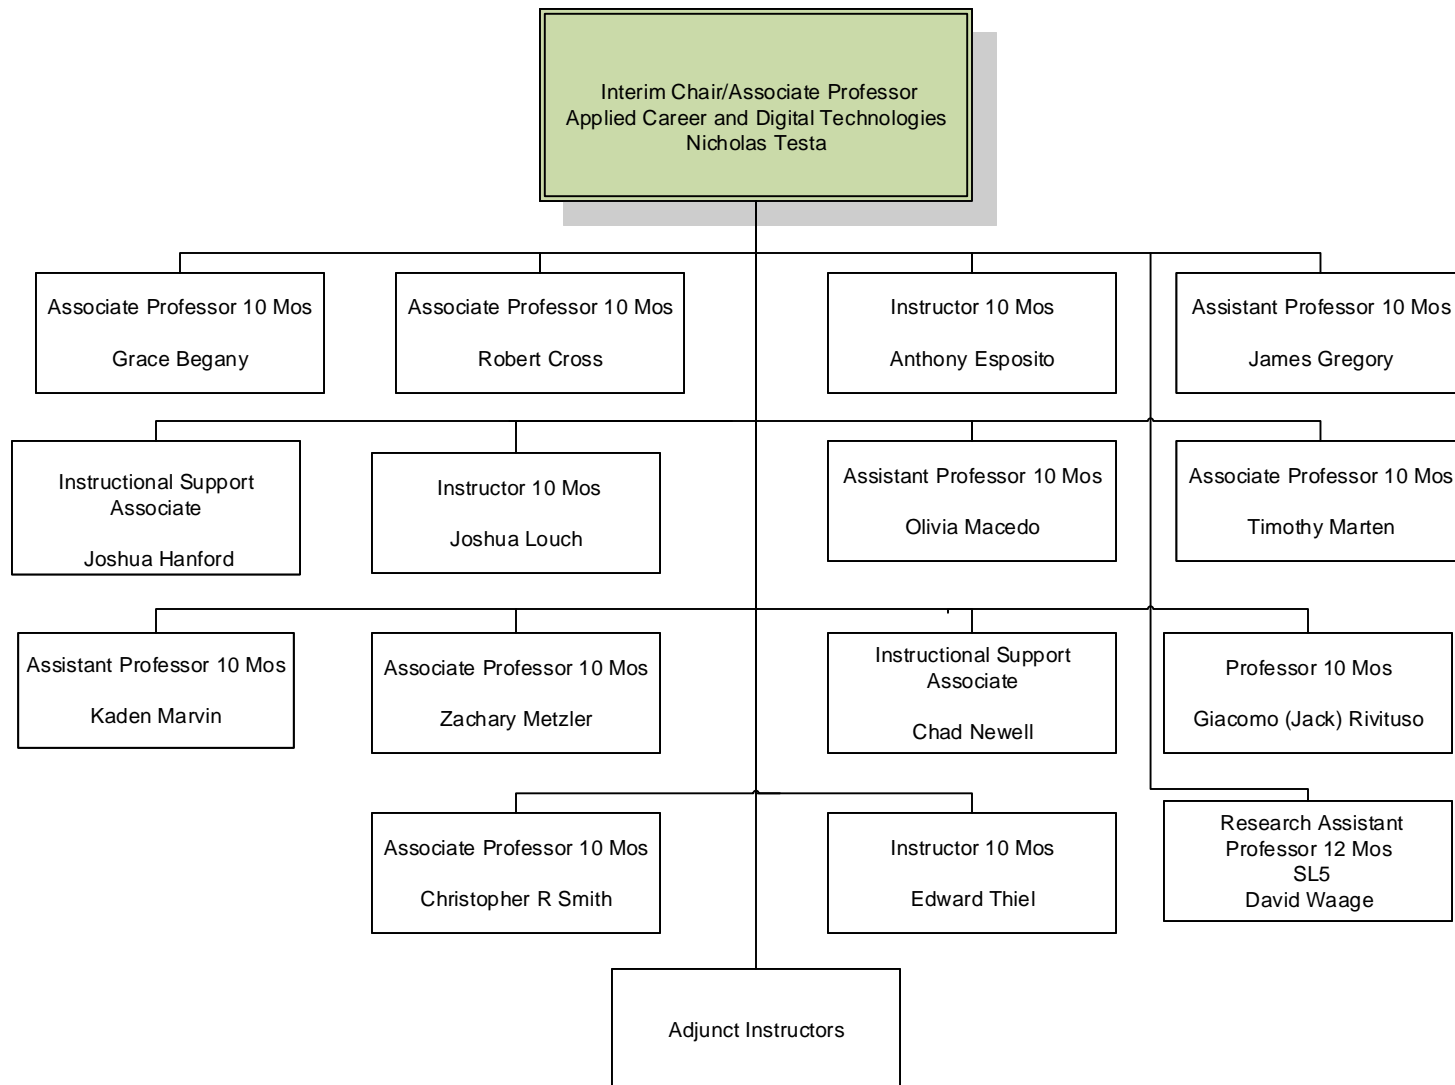 Interim Chair/Associate Professor
Applied Career and Digital Technologies
Nicholas Testa
Associate Professor 10 Mos
Grace Begany
Associate Professor 10 Mos
Robert Cross
Instructor 10 Mos
Anthony Esposito
Assistant Professor 10 Mos
James Gregory
Instructional Support
Associate
Joshua Hanford
Instructor 10 Mos
Joshua Louch
Assistant Professor 10 Mos
Olivia Macedo
Associate Professor 10 Mos
Timothy Marten
Assistant Professor 10 Mos
Kaden Marvin
Associate Professor 10 Mos
Zachary Metzler
Instructional Support
Associate
Chad Newell
Professor 10 Mos
Giacomo (Jack) Rivituso
Associate Professor 10 Mos
Christopher R Smith
Instructor 10 Mos
Edward Thiel
Research Assistant
Professor 12 Mos
SL5
David Waage
Adjunct Instructors